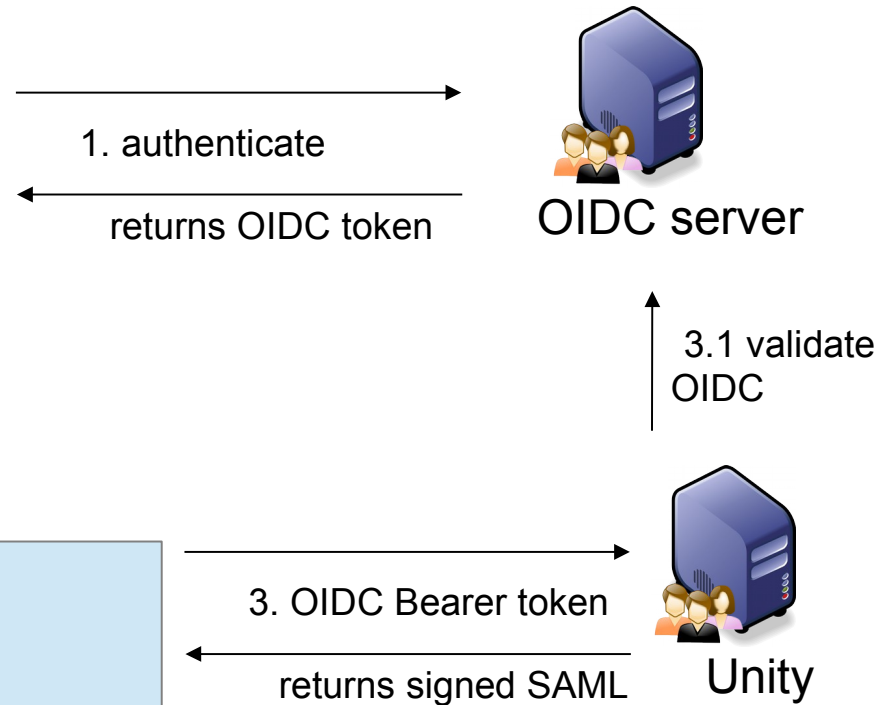 1. authenticate
returns OIDC token
OIDC server
3.1 validate
OIDC
3. OIDC Bearer token
returns signed SAML
Unity